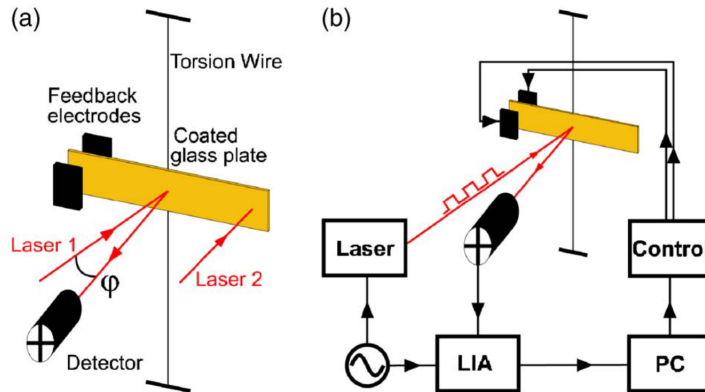 (a)
Torsion Wire
Feedback
electrodes
Coated
glass plate
Laser 1
φ
Laser 2
Detector
(b)
Laser
Contro
LIA
PC